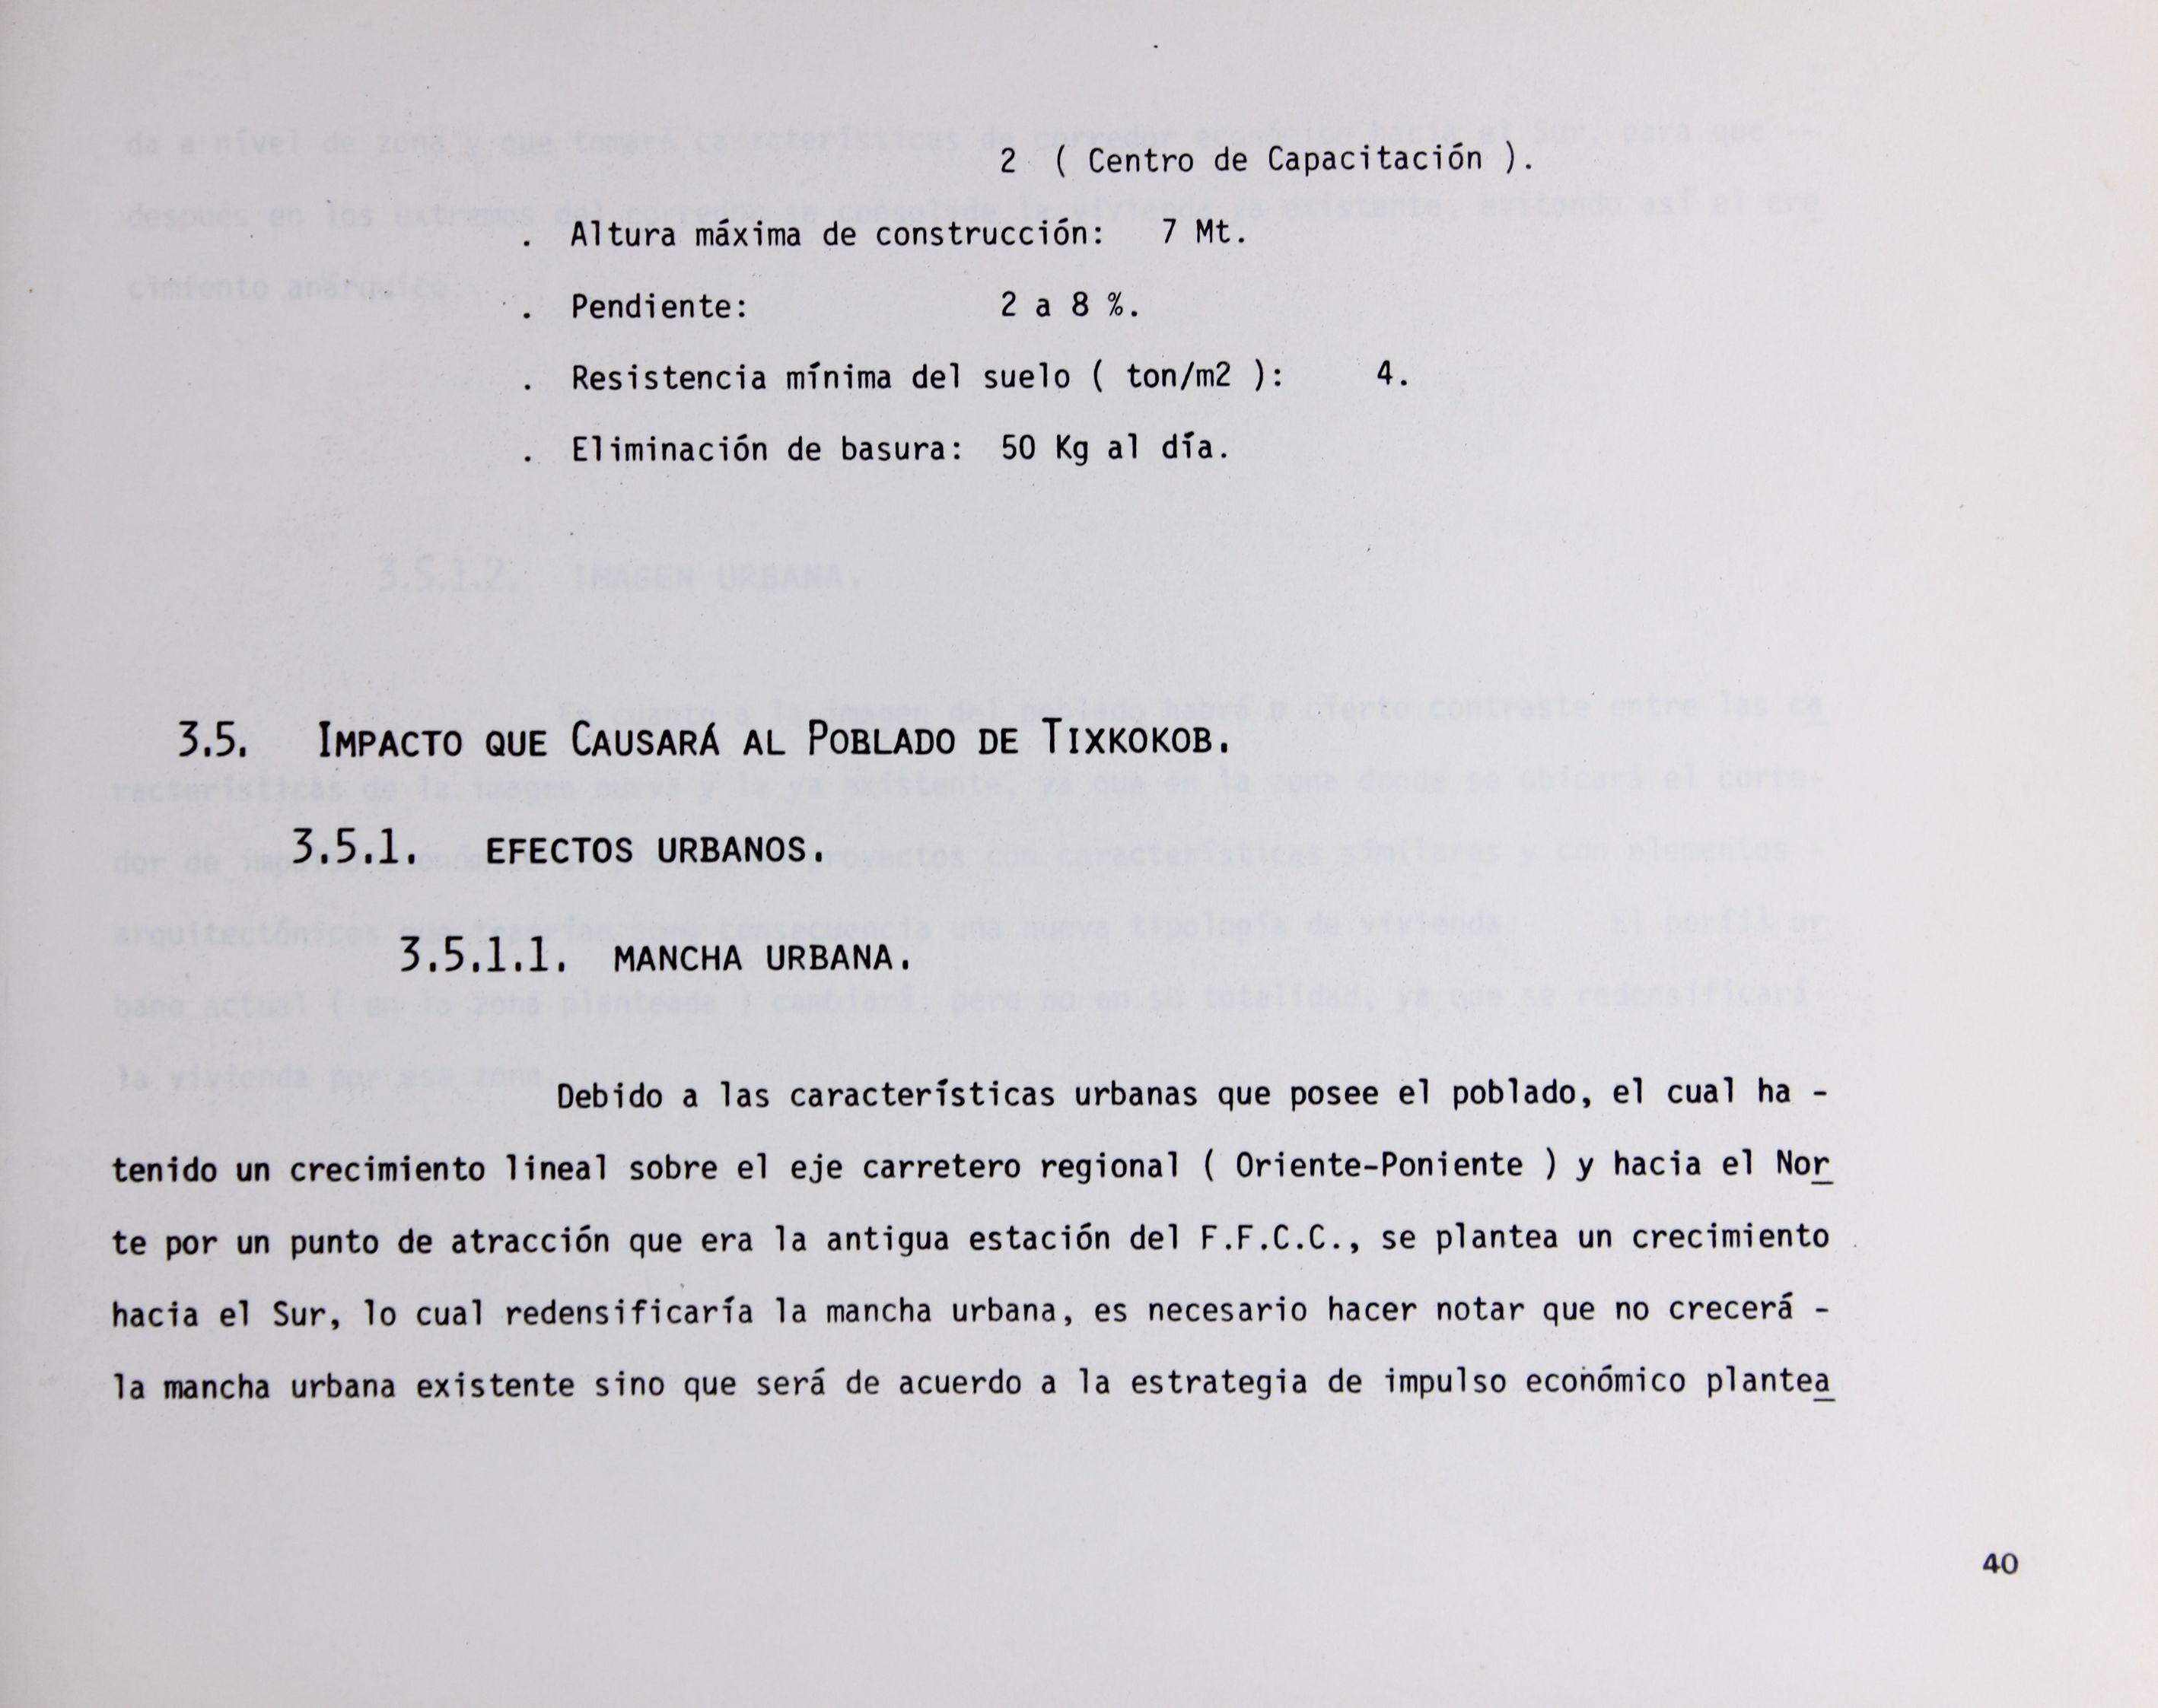 2 ( Centro de Capacitación ).
. Altura máxima de construcción: 7 Mt.
. Pendiente: 2 a 8 %.
. Resistencia mínima del suelo ( ton/m2 ): 4.
. Eliminación de basura: 50 Kg al día.
3.5. IMPACTO QUE CAUSARÁ AL POBLADO DE TIXKOKOB.
3.5.1. EFECTOS URBANOS.
3.5.1.1. MANCHA URBANA.
Debido a las características urbanas que posee el poblado, el cual ha -
tenido un crecimiento lineal sobre el eje carretero regional ( Oriente-Poniente ) y hacia el Nor
te por un punto de atracción que era la antigua estación del F.F.C.C., se plantea un crecimiento
hacia el Sur, lo cual redensificaría la mancha urbana, es necesario hacer notar que no crecerá -
la mancha urbana existente sino que será de acuerdo a la estrategia de impulso económico plantea
40